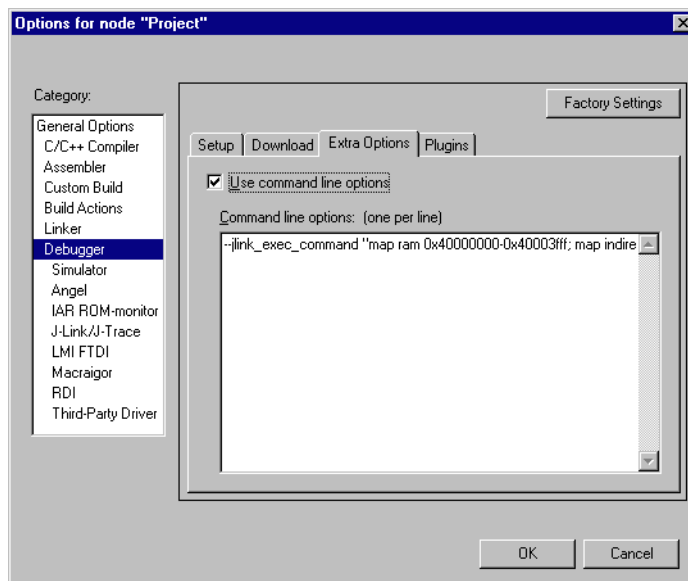 Options for node "Project"
Category:
Factory Settings
General Options
C/C++ Compiler
Assembler
Custom Build
Build Actions
Linker
Debugger
Simulator
Angel
IAR ROM-monitor
J-Link/J-Trace
LMI FTDI
Macraigor
RDI
Third-Party Driver
Setup Download Extra Options Plugins
Use command line options
Command line options: (one per line)
--jlink_exec_command "map ram 0x40000000-0x40003fff; map indire
OK Cancel